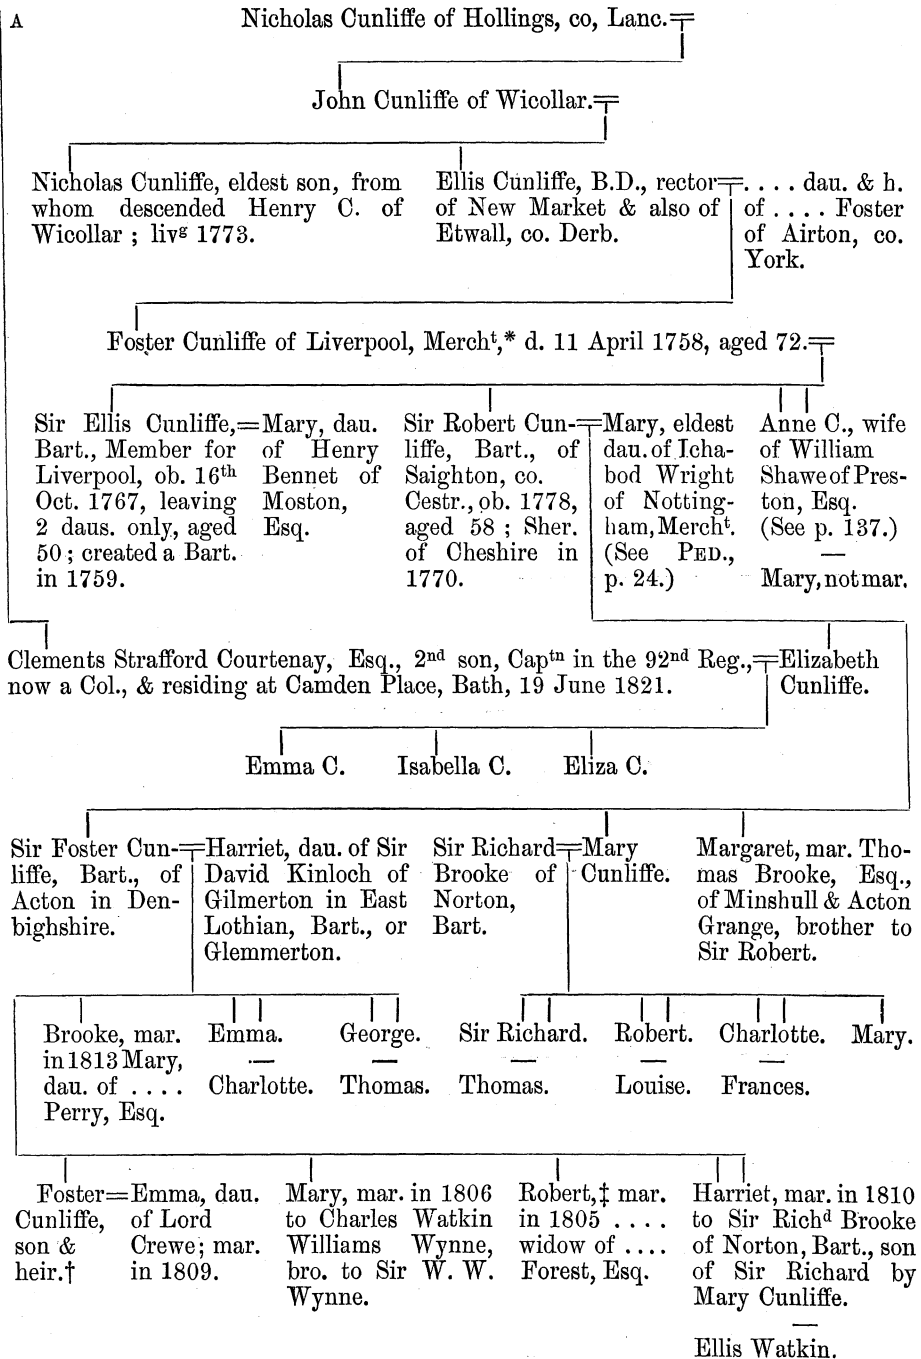 A
Nicholas Cunliffe of Hollings, co, Lanc.
John Cunliffe of Wicollar.
Nicholas Cunliffe, eldest son, from
whom descended Henry C. of
Wicollar ; livᵍ 1773.
Ellis Cunliffe, B.D., rector
of New Market & also of
Etwall, co. Derb.
. . . . dau. & h.
of . . . . Foster
of Airton, co.
York.
Foster Cunliffe of Liverpool, Merchᵗ,* d. 11 April 1758, aged 72.
Sir Ellis Cunliffe,=
Bart., Member for
Liverpool, ob. 16ᵗʰ
Oct. 1767, leaving
2 daus. only, aged
50 ; created a Bart.
in 1759.
Mary, dau.
of Henry
Bennet of
Moston,
Esq.
Sir Robert Cun-
liffe, Bart., of
Saighton, co.
Cestr., ob. 1778,
aged 58 ; Sher.
of Cheshire in
1770.
Mary, eldest
dau. of Icha-
bod Wright
of Notting-
ham, Merchᵗ.
(See PED.,
p. 24.)
Anne C., wife
of William
Shawe of Pres-
ton, Esq.
(See p. 137.)
—
Mary, not mar.
Clements Strafford Courtenay, Esq., 2ⁿᵈ son, Capᵗⁿ in the 92ⁿᵈ Reg.,
now a Col., & residing at Camden Place, Bath, 19 June 1821.
Elizabeth
Cunliffe.
Emma C.
Isabella C.
Eliza C.
Sir Foster Cun-
liffe, Bart., of
Acton in Den-
bighshire.
Harriet, dau. of Sir
David Kinloch of
Gilmerton in East
Lothian, Bart., or
Glemmerton.
Sir Richard
Brooke of
Norton,
Bart.
Mary
Cunliffe.
Margaret, mar. Tho-
mas Brooke, Esq.,
of Minshull & Acton
Grange, brother to
Sir Robert.
Brooke, mar.
in 1813 Mary,
dau. of . . . .
Perry, Esq.
Emma.
—
Charlotte.
George.
—
Thomas.
Sir Richard.
—
Thomas.
Robert.
—
Louise.
Charlotte.
—
Frances.
Mary.
Foster=
Cunliffe,
son &
heir.†
Emma, dau.
of Lord
Crewe; mar.
in 1809.
Mary, mar. in 1806
to Charles Watkin
Williams Wynne,
bro. to Sir W. W.
Wynne.
Robert,‡ mar.
in 1805 . . . .
widow of . . . .
Forest, Esq.
Harriet, mar. in 1810
to Sir Richᵈ Brooke
of Norton, Bart., son
of Sir Richard by
Mary Cunliffe.
—
Ellis Watkin.